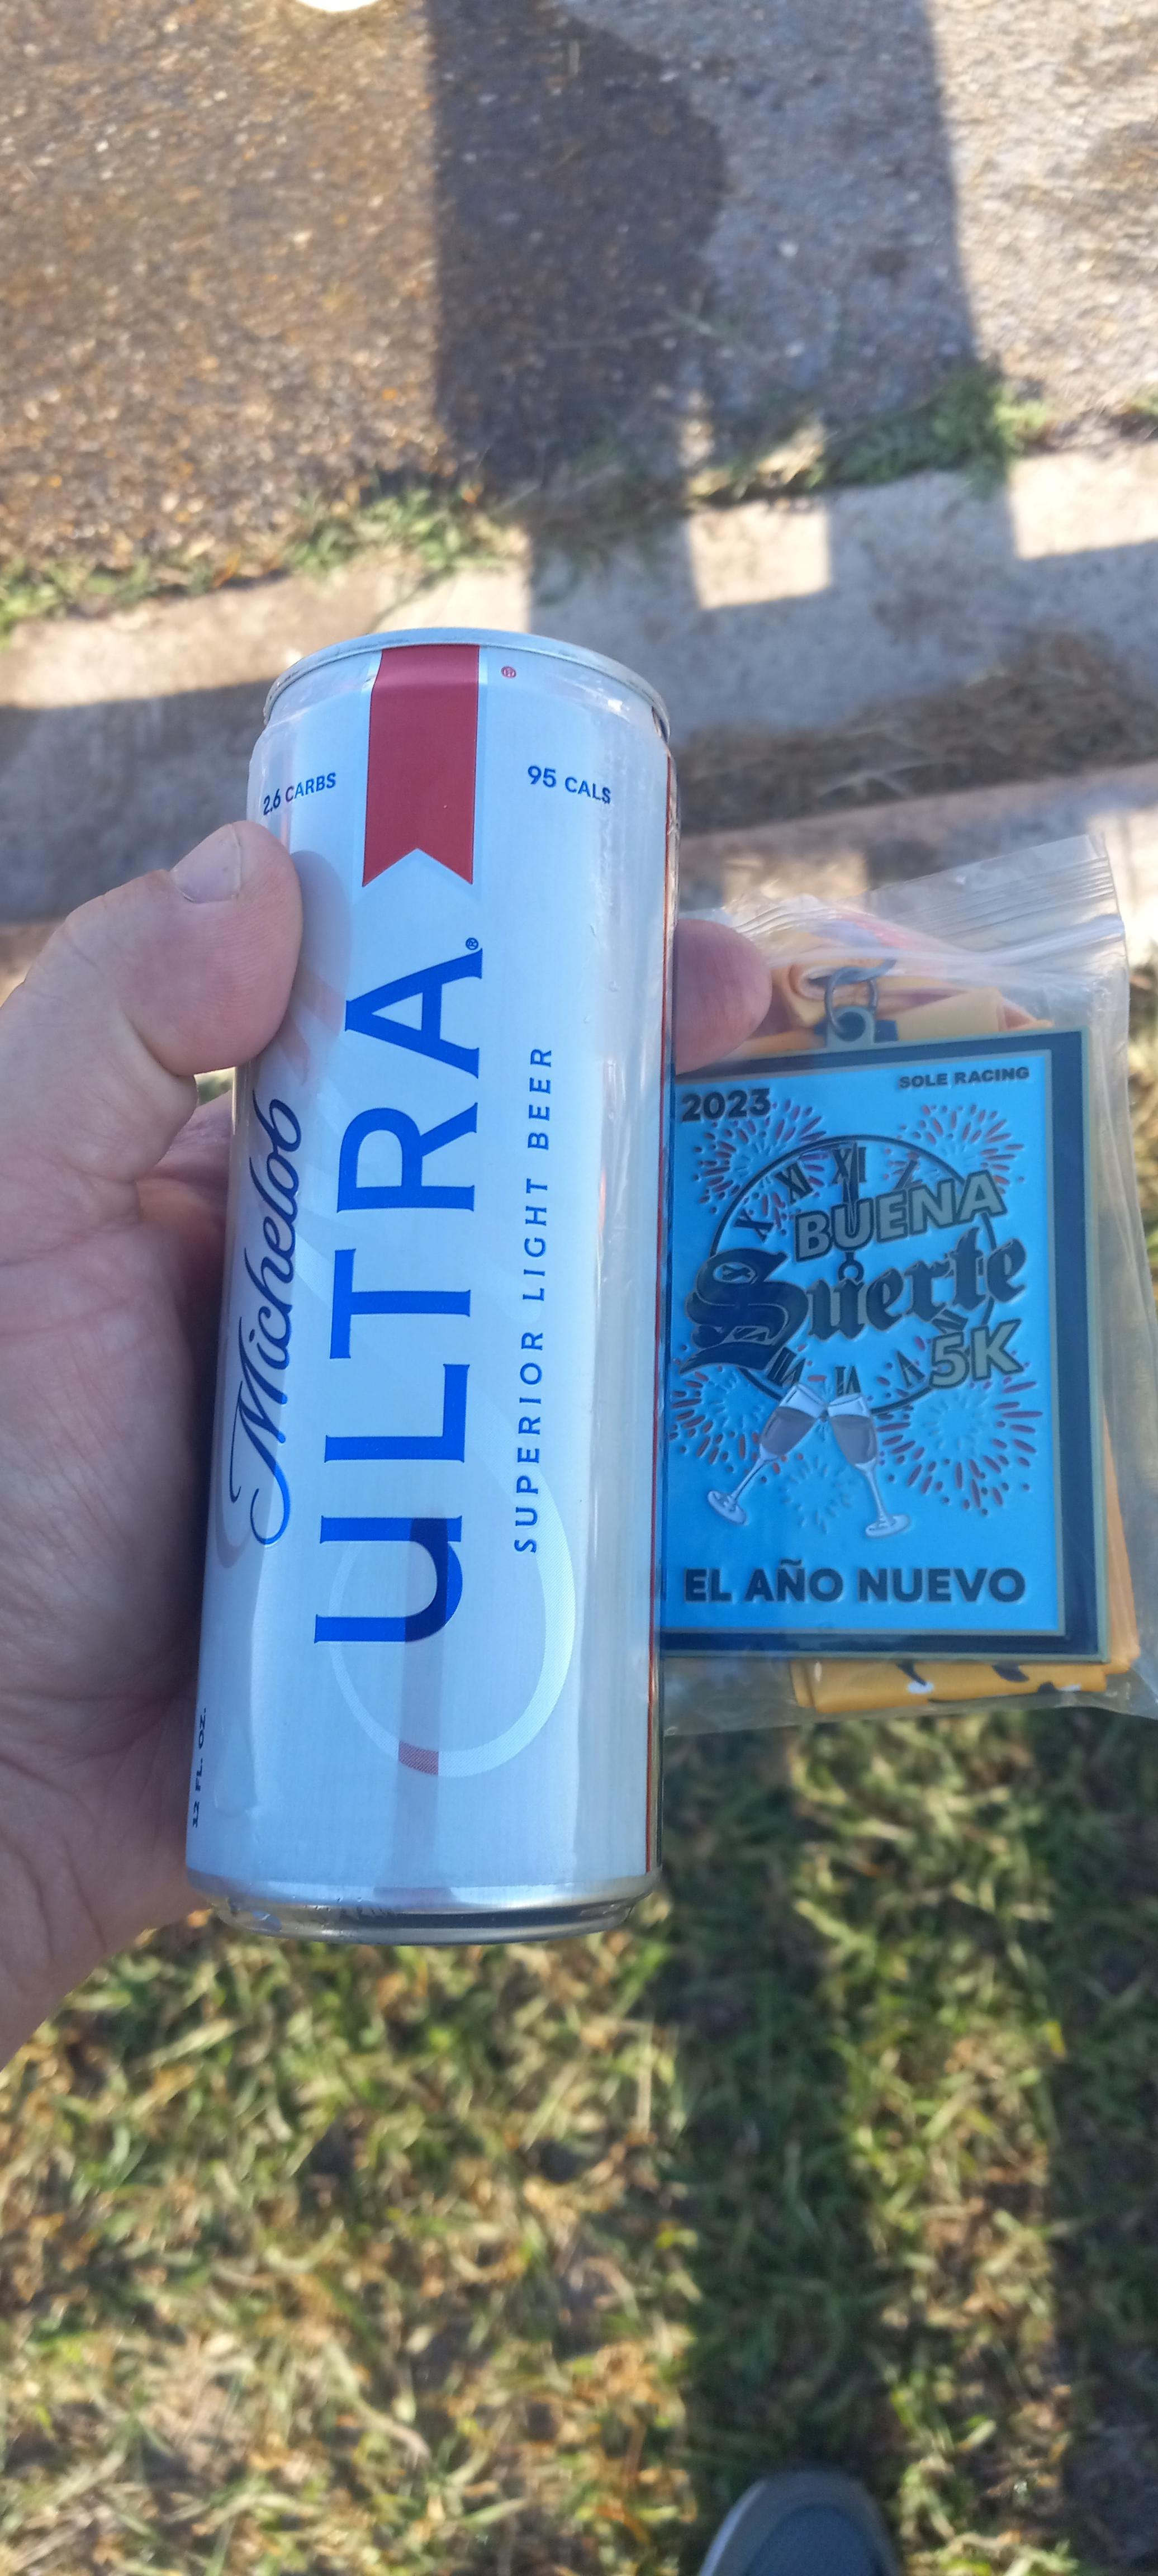 2.6 CARBS
95 CALS
Michelob
ULTRA®
SUPERIOR LIGHT BEER
12 FL. OZ.
2023
SOLE RACING
BUENA
Suerte
5K
EL AÑO NUEVO